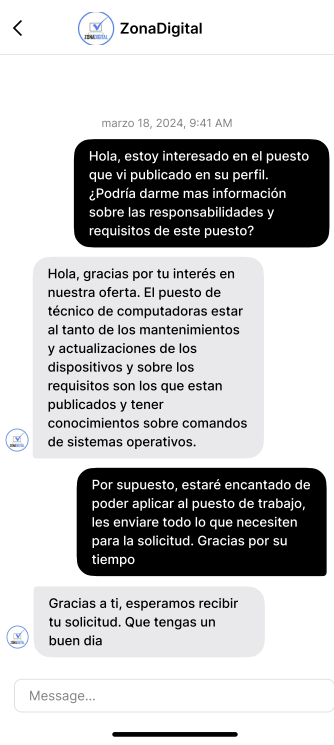 ZonaDigital
marzo 18, 2024, 9:41 AM
Hola, estoy interesado en el puesto
que vi publicado en su perfil.
¿Podría darme mas información
sobre las responsabilidades y
requisitos de este puesto?
Hola, gracias por tu interés en
nuestra oferta. El puesto de
técnico de computadoras estar
al tanto de los mantenimientos
y actualizaciones de los
dispositivos y sobre los
requisitos son los que estan
publicados y tener
conocimientos sobre comandos
de sistemas operativos.
Por supuesto, estaré encantado de
poder aplicar al puesto de trabajo,
les enviare todo lo que necesiten
para la solicitud. Gracias por su
tiempo
Gracias a ti, esperamos recibir
tu solicitud. Que tengas un
buen dia
Message...